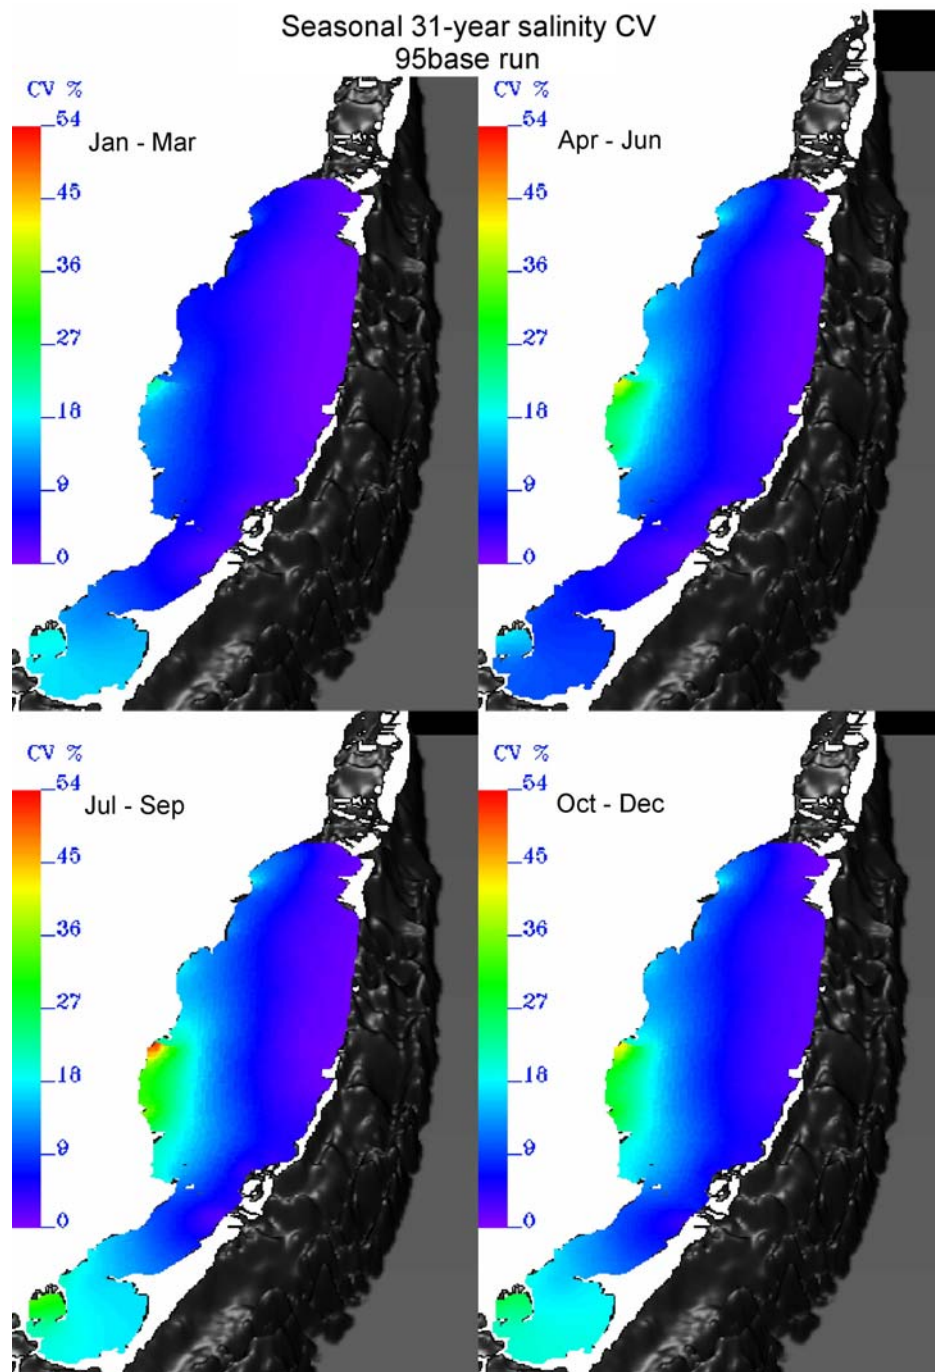 Seasonal 31-year salinity CV
95base run
CV %
54
Jan - Mar
45
36
27
18
9
0
CV %
54
Apr - Jun
45
36
27
18
9
0
CV %
54
Jul - Sep
45
36
27
18
9
0
CV %
54
Oct - Dec
45
36
27
18
9
0